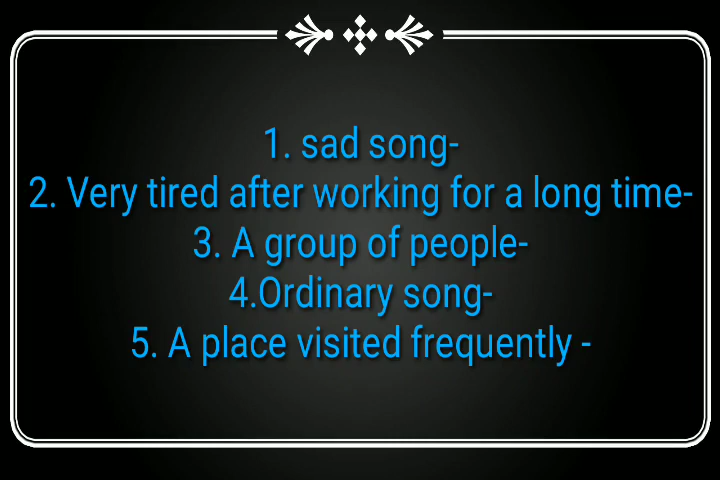 1. sad song-
2. Very tired after working for a long time-
3. A group of people-
4.Ordinary song-
5. A place visited frequently -